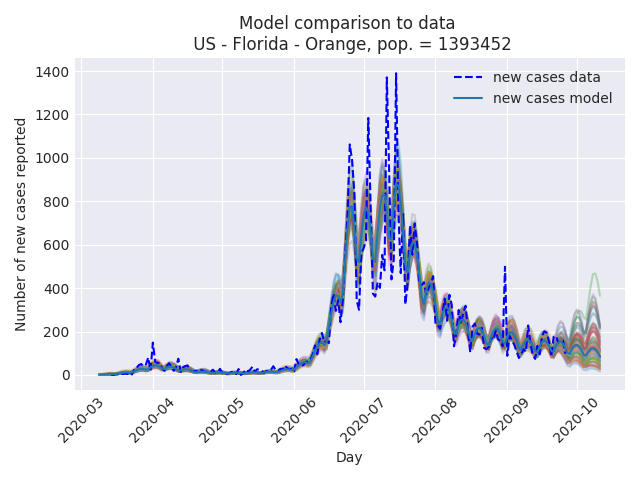 Model comparison to data
US - Florida - Orange, pop. = 1393452
new cases data
new cases model
Number of new cases reported
1400
1200
1000
800
600
400
200
0
2020-03
2020-04
2020-05
2020-06
2020-07
2020-08
2020-09
2020-10
Day